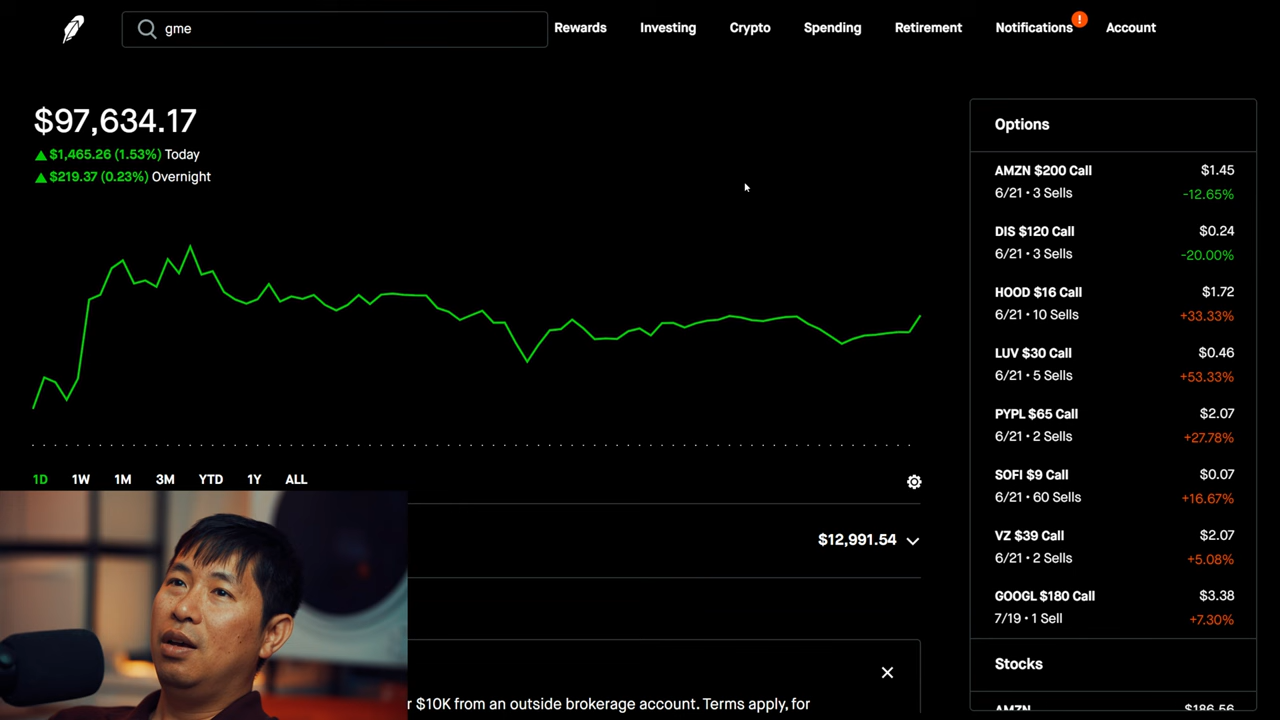 gme
Rewards
Investing
Crypto
Spending
Retirement
Notifications
!
Account
$97,634.17
$1,465.26 (1.53%) Today
$219.37 (0.23%) Overnight
1D
1W
1M
3M
YTD
1Y
ALL
$12,991.54
r $10K from an outside brokerage account. Terms apply, for
Options
AMZN $200 Call $1.45
6/21 • 3 Sells -12.65%
DIS $120 Call $0.24
6/21 • 3 Sells -20.00%
HOOD $16 Call $1.72
6/21 • 10 Sells +33.33%
LUV $30 Call $0.46
6/21 • 5 Sells +53.33%
PYPL $65 Call $2.07
6/21 • 2 Sells +27.78%
SOFI $9 Call $0.07
6/21 • 60 Sells +16.67%
VZ $39 Call $2.07
6/21 • 2 Sells +5.08%
GOOGL $180 Call $3.38
7/19 • 1 Sell +7.30%
Stocks
AMZN $186.56